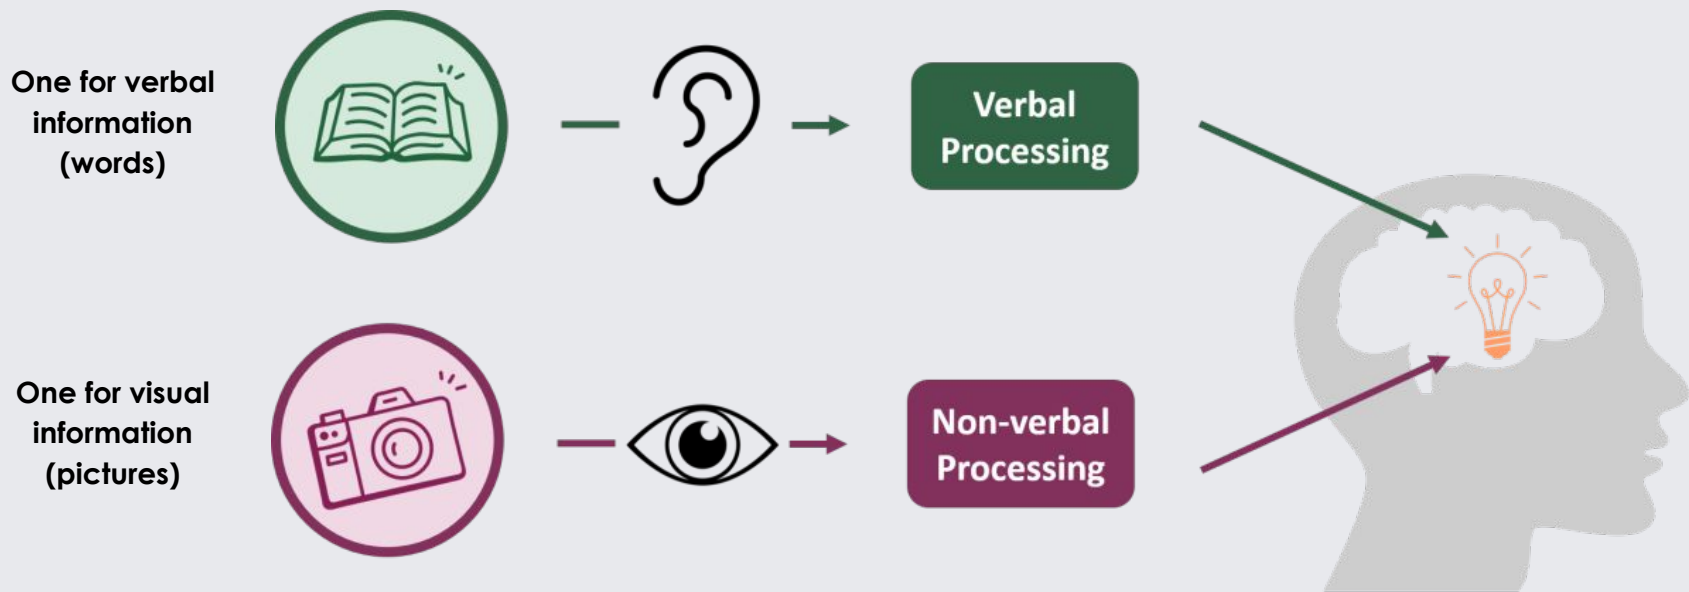 One for verbal
information
(words)
Verbal
Processing
One for visual
information
(pictures)
Non-verbal
Processing